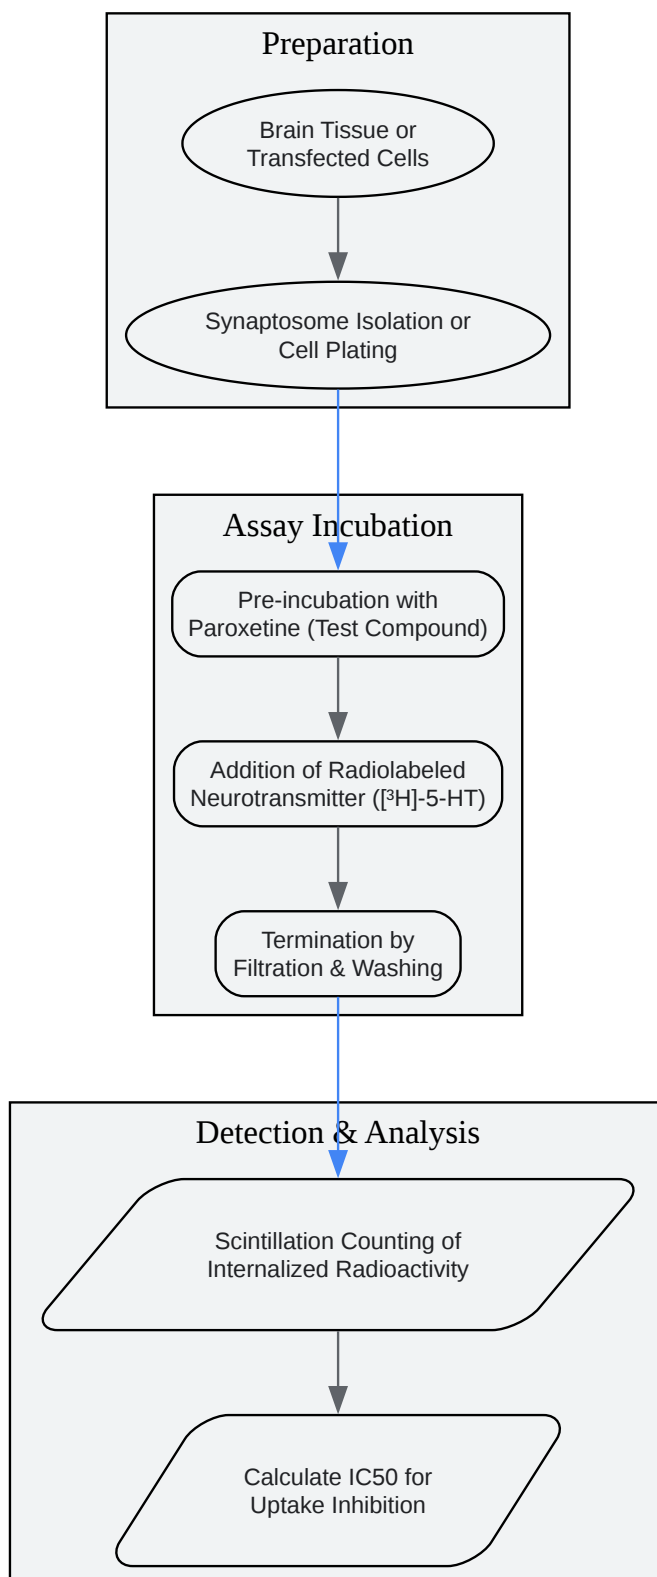 Preparation
Brain Tissue or
Transfected Cells
Synaptosome Isolation or
Cell Plating
Assay Incubation
Pre-incubation with
Paroxetine (Test Compound)
Addition of Radiolabeled
Neurotransmitter ([³H]-5-HT)
Termination by
Filtration & Washing
Detection & Analysis
Scintillation Counting of
Internalized Radioactivity
Calculate IC50 for
Uptake Inhibition